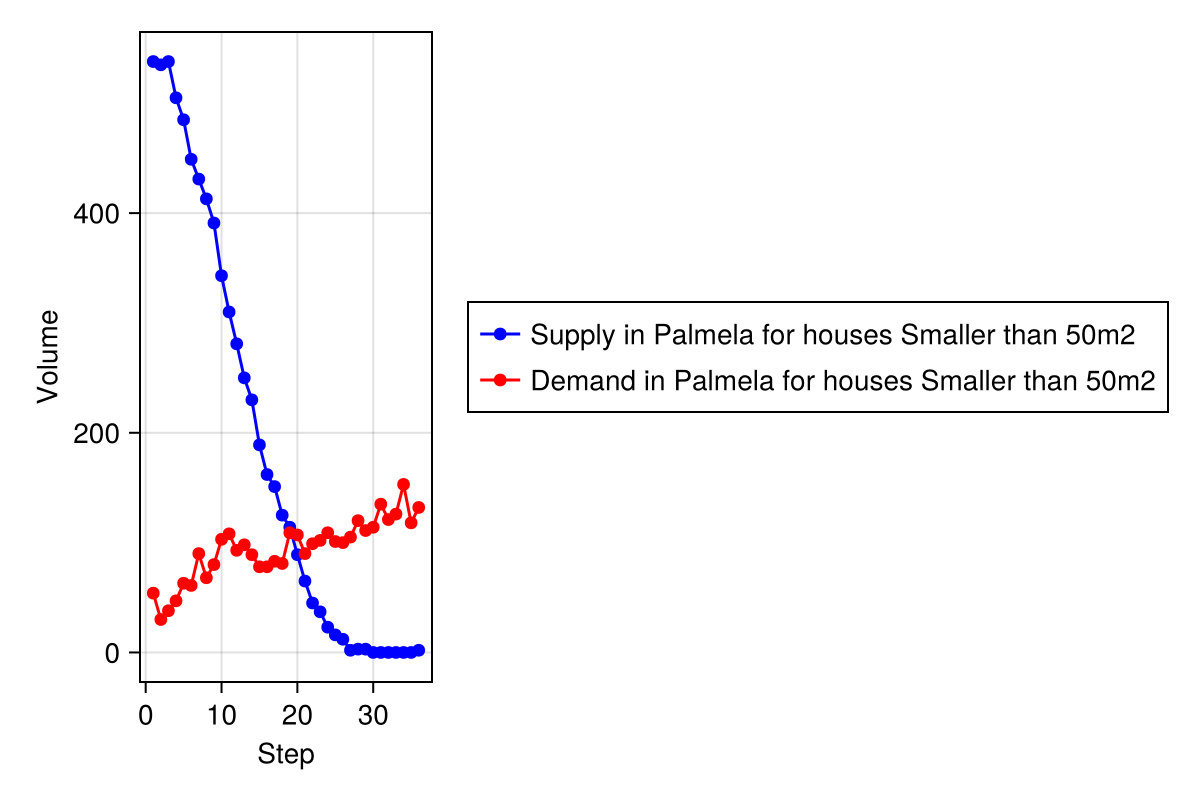 400
200
0
0 10 20 30
Volume
Step
Supply in Palmela for houses Smaller than 50m2
Demand in Palmela for houses Smaller than 50m2